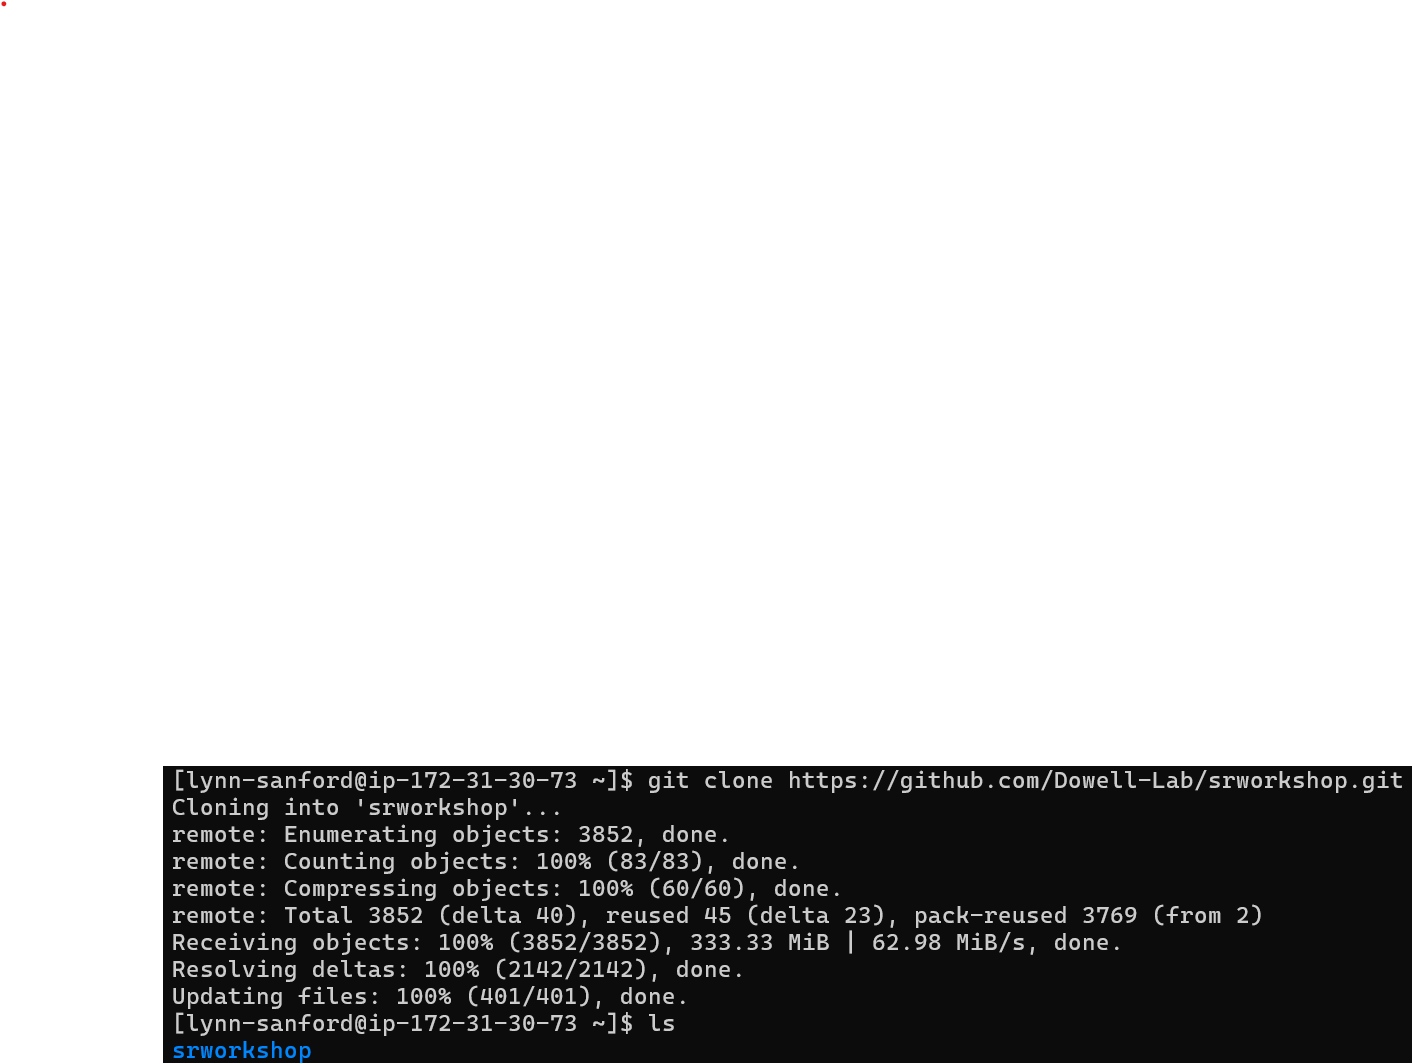 [lynn-sanford@ip-172-31-30-73 ~]$ git clone https://github.com/Dowell-Lab/srworkshop.git
Cloning into 'srworkshop'...
remote: Enumerating objects: 3852, done.
remote: Counting objects: 100% (83/83), done.
remote: Compressing objects: 100% (60/60), done.
remote: Total 3852 (delta 40), reused 45 (delta 23), pack-reused 3769 (from 2)
Receiving objects: 100% (3852/3852), 333.33 MiB | 62.98 MiB/s, done.
Resolving deltas: 100% (2142/2142), done.
Updating files: 100% (401/401), done.
[lynn-sanford@ip-172-31-30-73 ~]$ ls
srworkshop